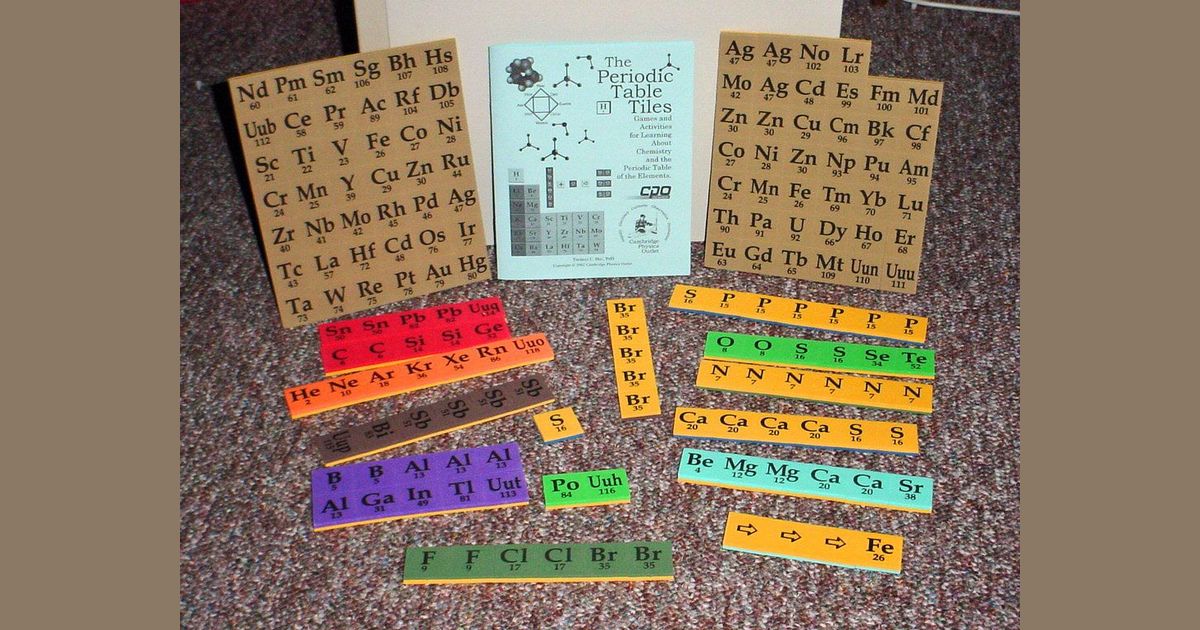 Nd Pm Sm Sg Bh Hs
60 61 62 106 107 108
Uub Ce Pr Ac Rf Db
112 58 59 89 104 105
Sc Ti V Fe Co Ni
21 22 23 26 27 28
Cr Mn Y Cu Zn Ru
24 25 39 29 30 44
Zr Nb Mo Rh Pd Ag
40 41 42 45 46 47
Tc La Hf Cd Os Ir
43 57 72 48 76 77
Ta W Re Pt Au Hg
73 74 75 78 79 80
The
Periodic
Table
Tiles
Games and
Activities
for Learning
About
Chemistry
and the
Periodic Table
of the Elements.
CPO
Cambridge
Physics
Outlet
Ag Ag No Lr
47 47 102 103
Mo Ag Cd Es Fm Md
42 47 48 99 100 101
Zn Zn Cu Cm Bk Cf
30 30 29 96 97 98
Co Ni Zn Np Pu Am
27 28 30 93 94 95
Cr Mn Fe Tm Yb Lu
24 25 26 69 70 71
Th Pa U Dy Ho Er
90 91 92 66 67 68
Eu Gd Tb Mt Uun Uuu
63 64 65 109 110 111
Sn Sn Pb Pb Uuq
50 50 82 82
C C Si Si Ge
6 6 14 14
He Ne Ar Kr Xe Rn Uuo
2 10 18 36 54 86 118
Bi Sb Sb Sb Sb
B B Al Al Al
5 5 13 13 13
Al Ga In Tl Uut
13 31 49 81 113
Br
35
Br
35
Br
35
Br
35
Br
S
16
Po Uuh
84 116
F F Cl Cl Br Br
9 9 17 17 35 35
S P P P P P P
16 15 15 15 15 15 15
O O S S Se Te
8 8 16 16 34 52
N N N N N N
7 7 7 7 7 7
Ca Ca Ca Ca S S
20 20 20 20 16 16
Be Mg Mg Ca Ca Sr
4 12 12 20 20 38
⇨ ⇨ ⇨ Fe
26